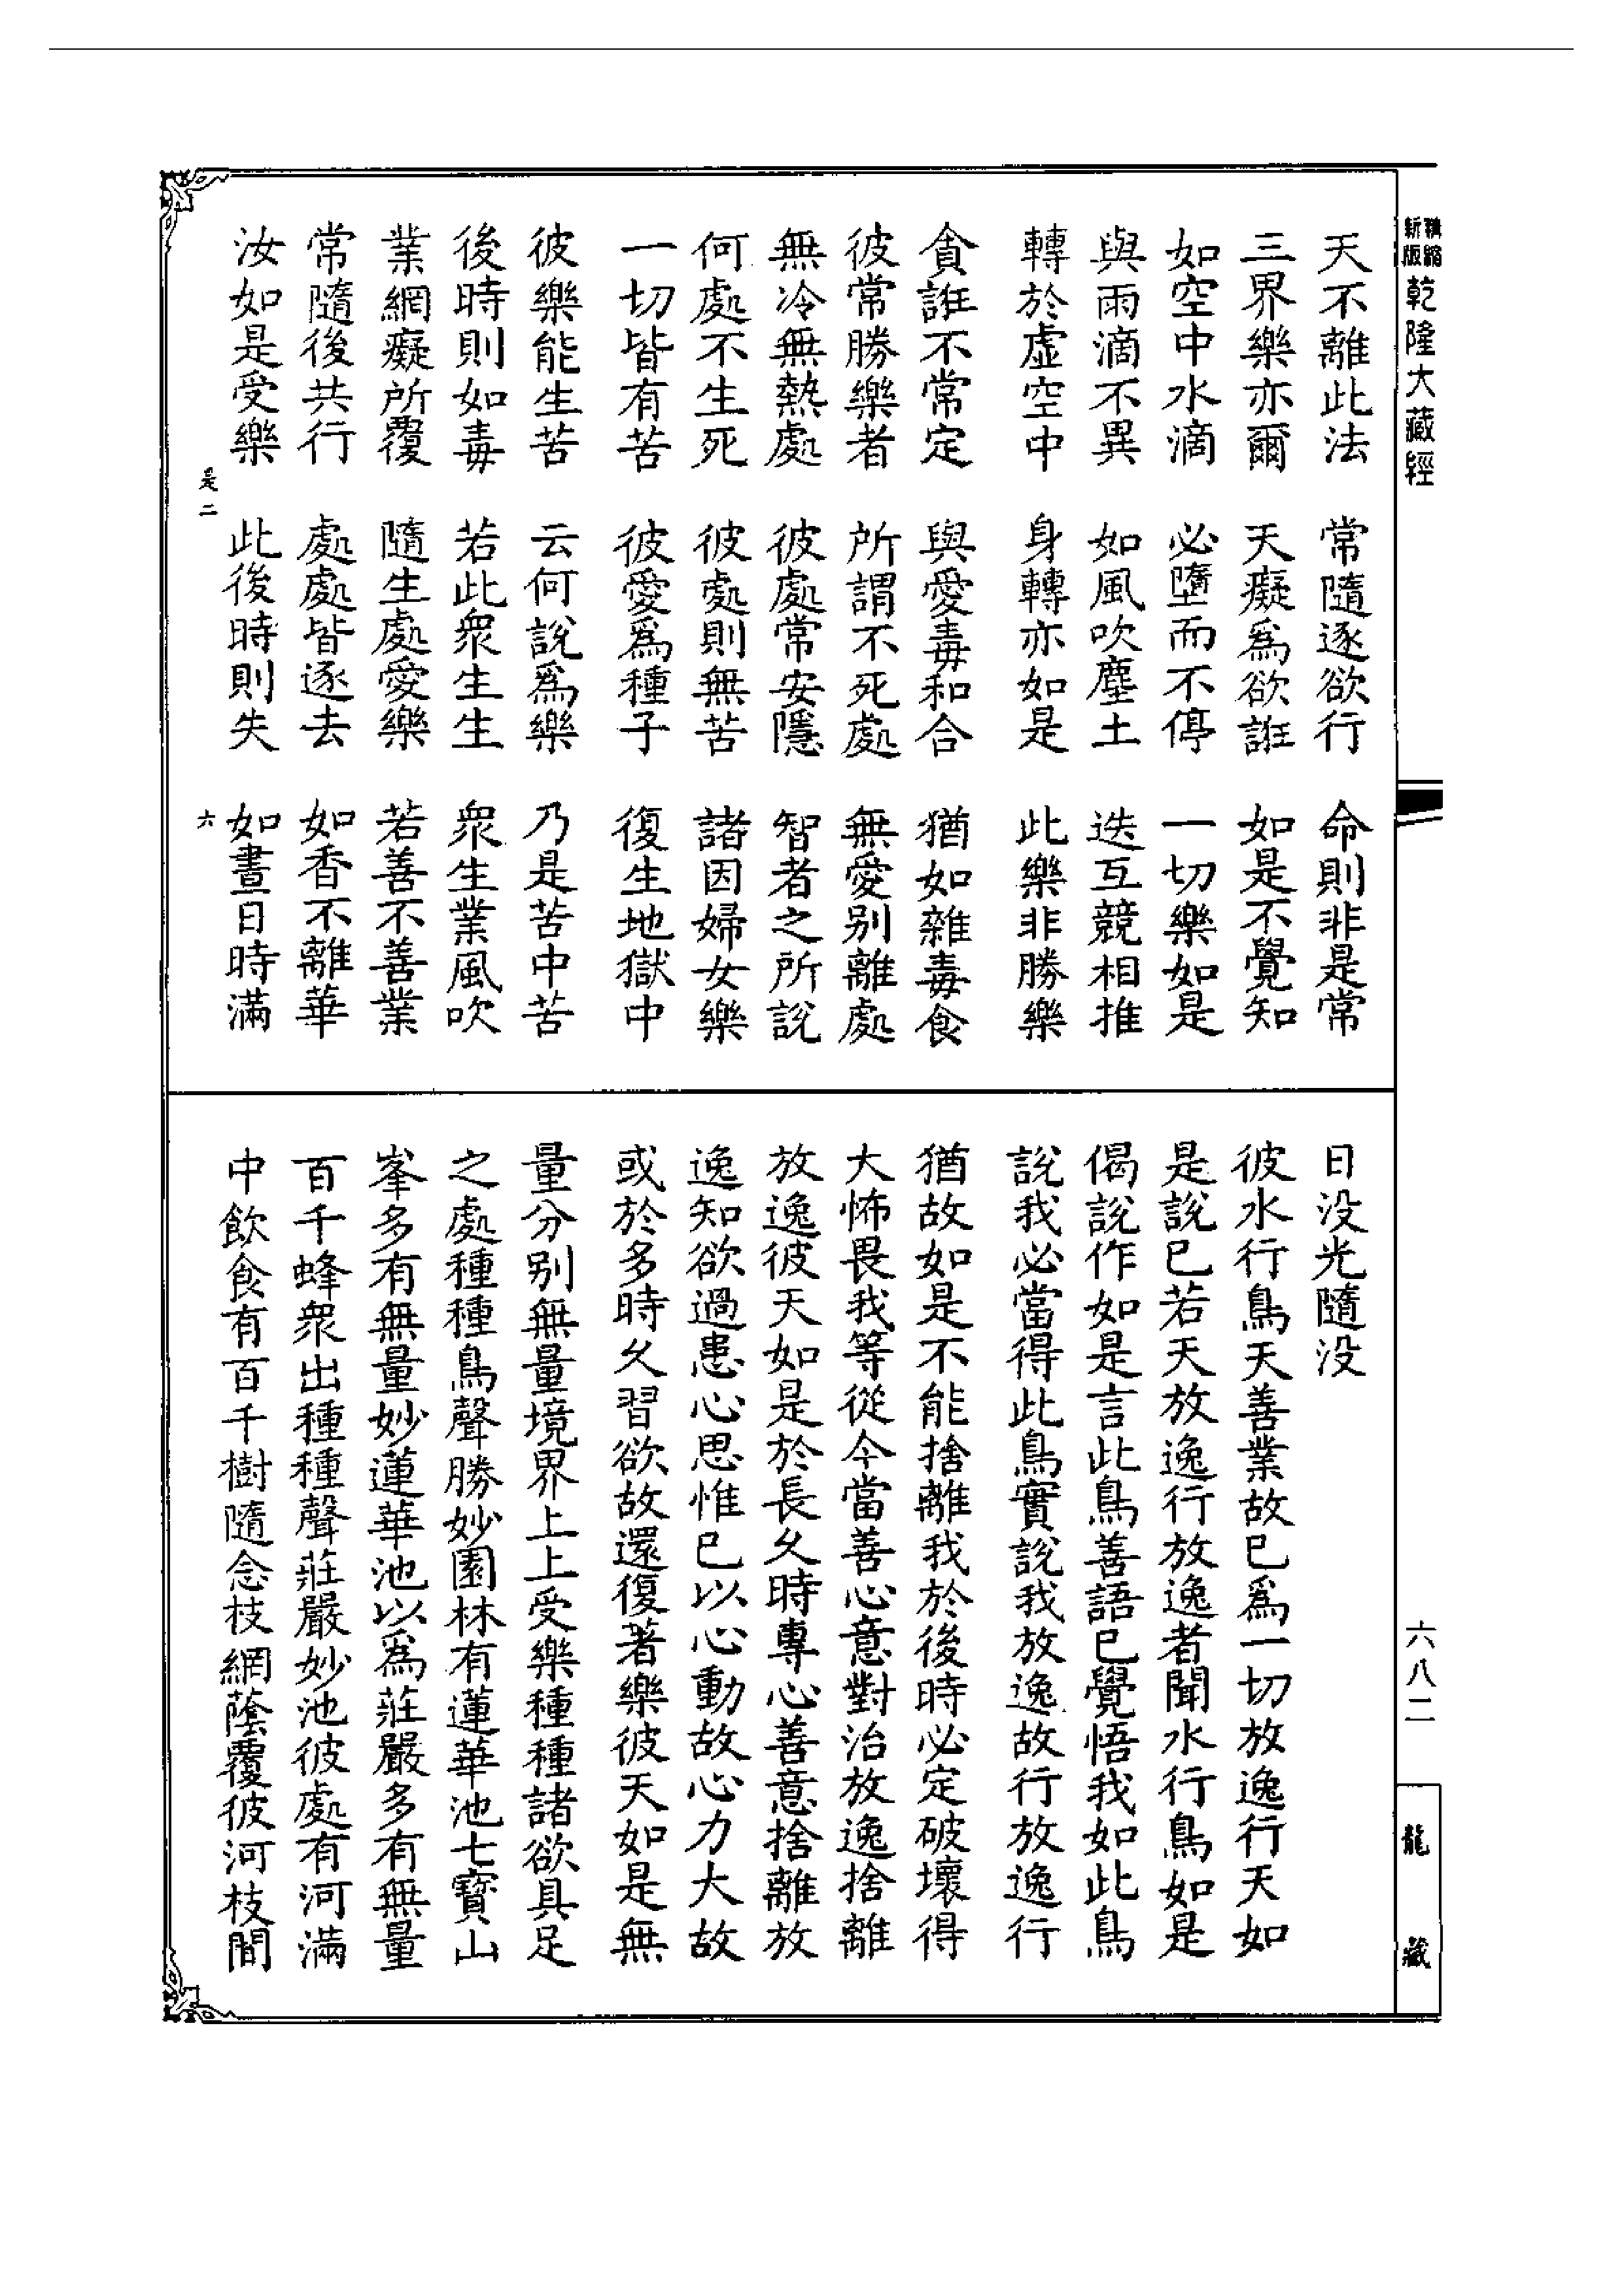 精縮新版乾隆大藏經
六八二
龍藏
天不離此法　常隨逐欲行　命則非是常
三界樂亦爾　天癡爲欲誑　如是不覺知
如空中水滴　必墮而不停　一切樂如是
與雨滴不異　如風吹塵土　迭互競相推
轉於虛空中　身轉亦如是　此樂非勝樂
貪誑不常定　與愛毒和合　猶如雜毒食
彼常勝樂者　所謂不死處　無愛別離處
無冷無熱處　彼處常安隱　智者之所說
何處不生死　彼處則無苦　諸因婦女樂
一切皆有苦　彼愛爲種子　復生地獄中
彼樂能生苦　云何說爲樂　乃是苦中苦
後時則如毒　若此衆生生　衆生業風吹
業網癡所覆　隨生處愛樂　若善不善業
常隨後共行　處處皆逐去　如香不離華
汝如是受樂　此後時則失　如晝日時滿
是二　六
日没光隨没
彼水行鳥天善業故已爲一切放逸行天如
是說已若天放逸行放逸者聞水行鳥如是
偈說作如是言此鳥善語已覺悟我如此鳥
說我必當得此鳥實說我放逸故行放逸行
猶故如是不能捨離我於後時必定破壞得
大怖畏我等從今當善心意對治放逸捨離
放逸彼天如是於長久時專心善意捨離放
逸知欲過患心思惟已以心動故心力大故
或於多時久習欲故還復著樂彼天如是無
量分別無量境界上上受樂種種諸欲具足
之處種種鳥聲勝妙園林有蓮華池七寶山
峯多有無量妙蓮華池以爲莊嚴多有無量
百千蜂衆出種種聲莊嚴妙池彼處有河滿
中飲食有百千樹隨念枝網蔭覆彼河枝間